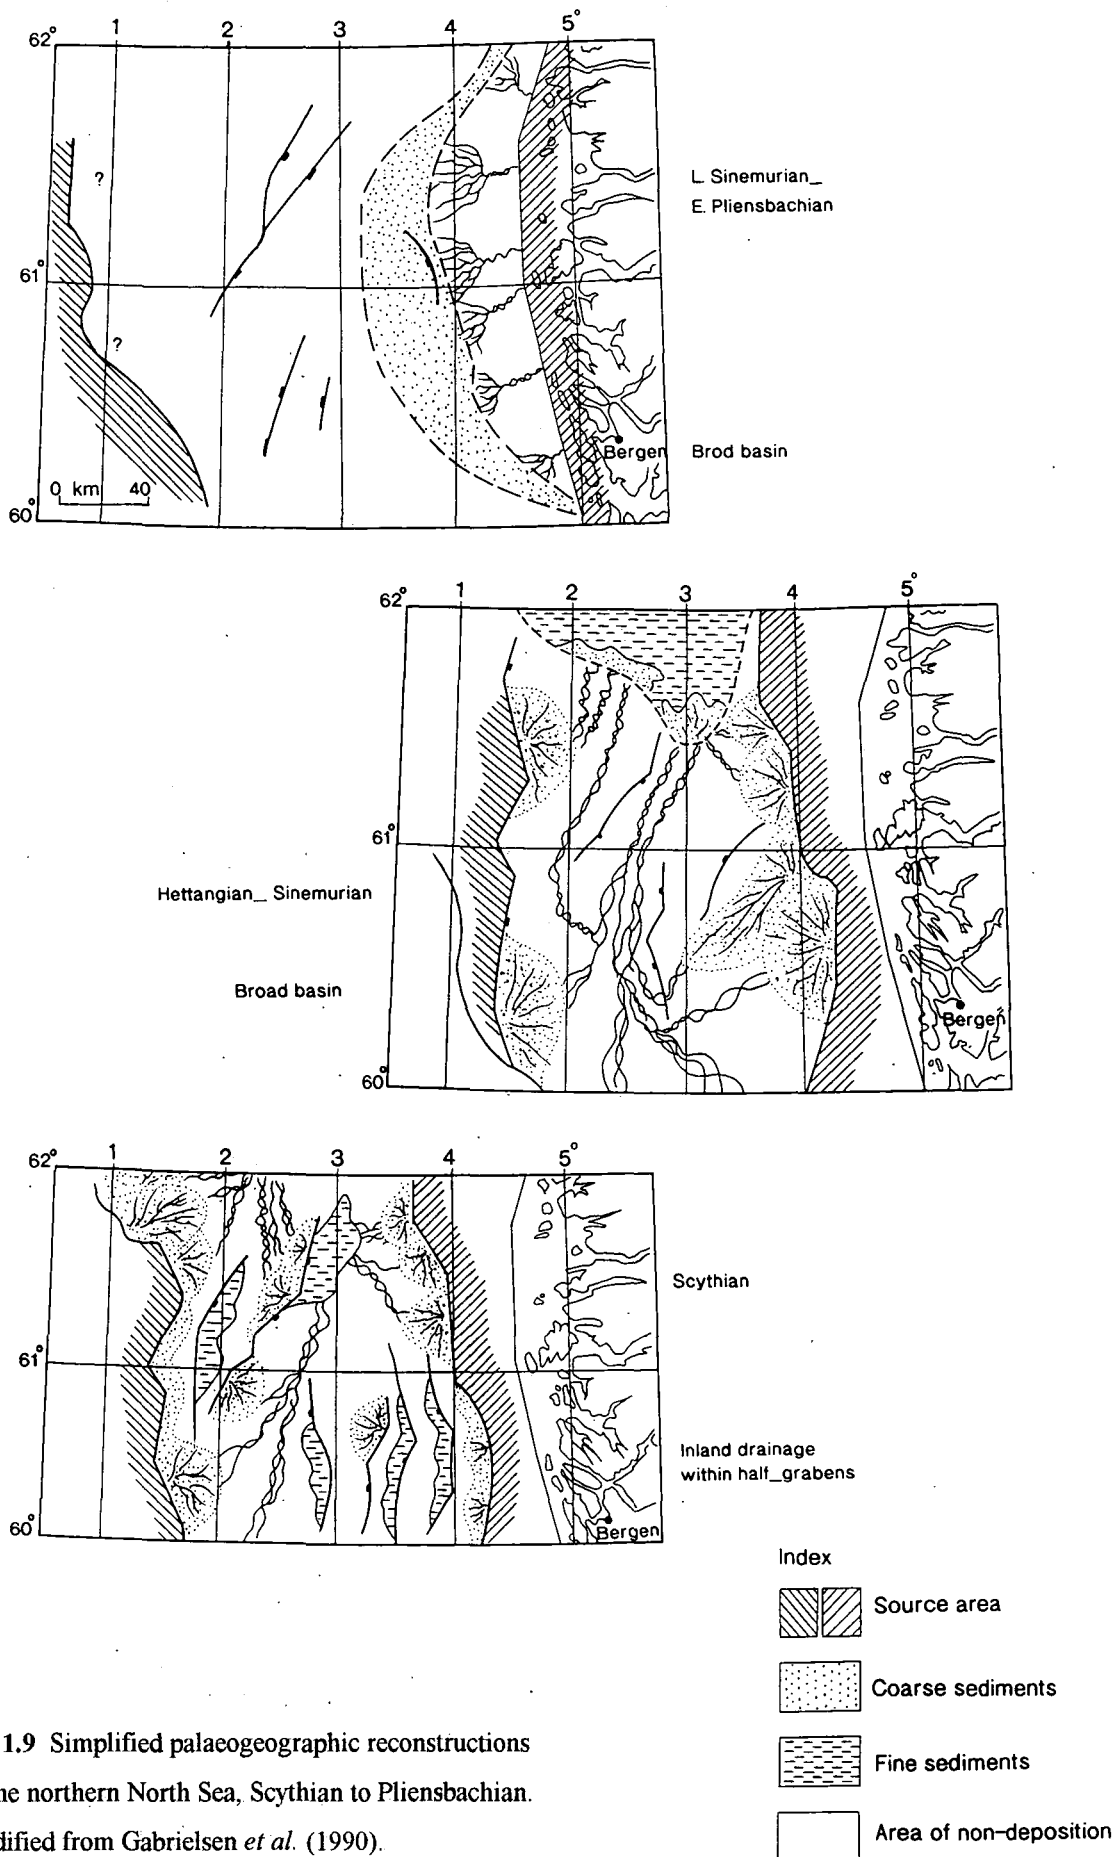 62° 1 2 3 4 5°
?
L. Sinemurian_
E. Pliensbachian
61°
?
Bergen
Brod basin
0 km 40
60°
62° 1 2 3 4 5°
61°
Hettangian_ Sinemurian
Broad basin
Bergen
60°
62° 1 2 3 4 5°
Scythian
61°
Inland drainage
within half_grabens
60°
Bergen
Index
Source area
Coarse sediments
Fine sediments
Area of non-deposition
1.9 Simplified palaeogeographic reconstructions
ne northern North Sea, Scythian to Pliensbachian.
dified from Gabrielsen et al. (1990).